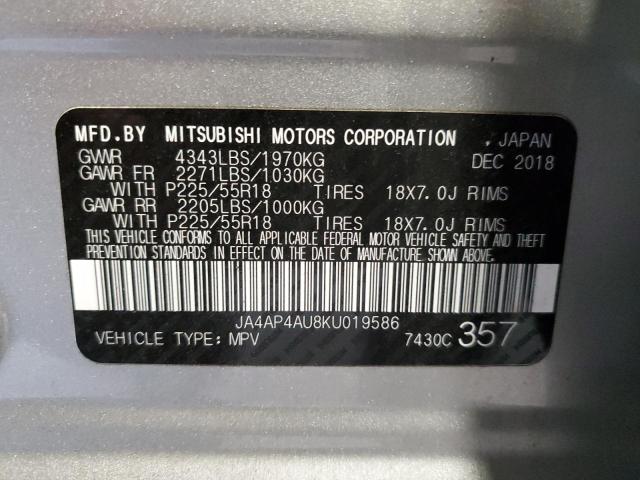 MFD.BY MITSUBISHI MOTORS CORPORATION , JAPAN
GVWR 4343LBS/1970KG DEC 2018
GAWR FR 2271LBS/1030KG
WITH P225/55R18 TIRES 18X7.0J RIMS
GAWR RR 2205LBS/1000KG
WITH P225/55R18 TIRES 18X7.0J RIMS
THIS VEHICLE CONFORMS TO ALL APPLICABLE FEDERAL MOTOR VEHICLE SAFETY AND THEFT
PREVENTION STANDARDS IN EFFECT ON THE DATE OF MANUFACTURE SHOWN ABOVE.
JA4AP4AU8KU019586
VEHICLE TYPE: MPV 7430C 357